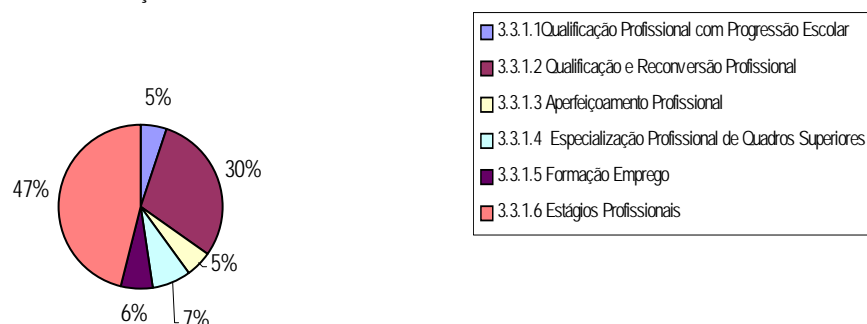 3.3.1.1Qualificação Profissional com Progressão Escolar
3.3.1.2 Qualificação e Reconversão Profissional
3.3.1.3 Aperfeiçoamento Profissional
3.3.1.4 Especialização Profissional de Quadros Superiores
3.3.1.5 Formação Emprego
3.3.1.6 Estágios Profissionais
5%
30%
47%
5%
6%
7%